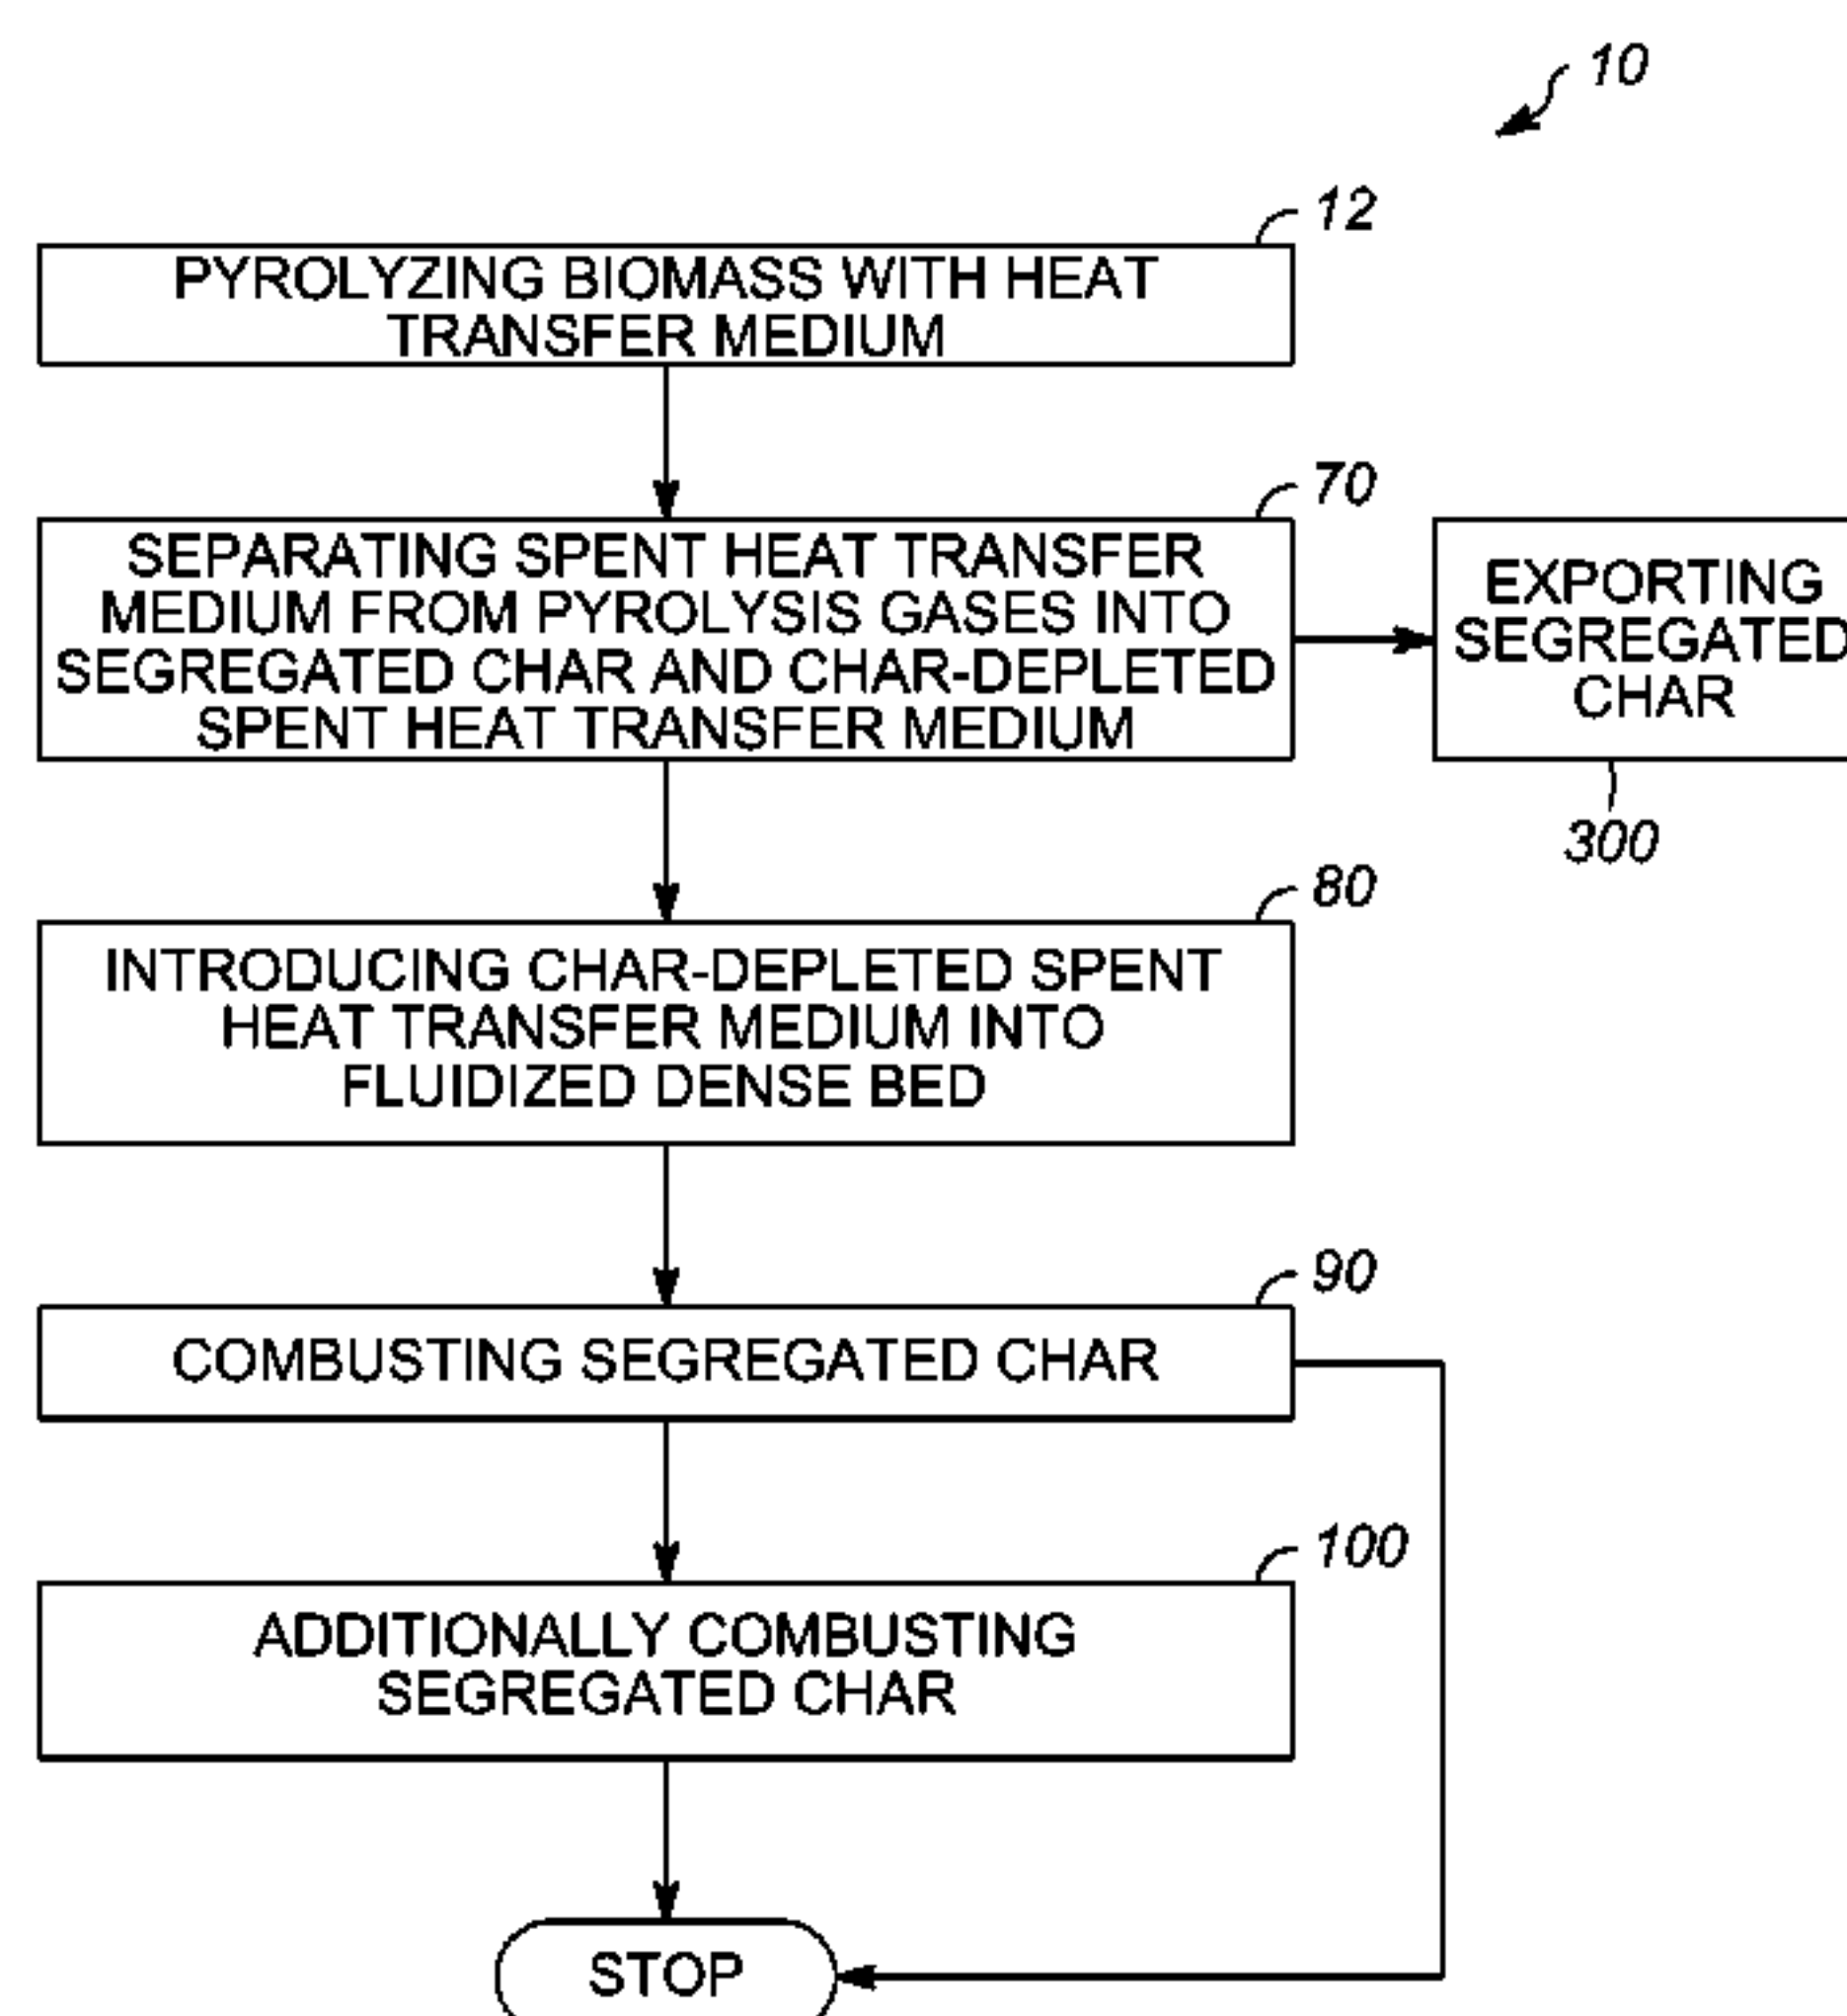 10
12
PYROLYZING BIOMASS WITH HEAT
TRANSFER MEDIUM
70
SEPARATING SPENT HEAT TRANSFER
MEDIUM FROM PYROLYSIS GASES INTO
SEGREGATED CHAR AND CHAR-DEPLETED
SPENT HEAT TRANSFER MEDIUM
EXPORTING
SEGREGATED
CHAR
300
80
INTRODUCING CHAR-DEPLETED SPENT
HEAT TRANSFER MEDIUM INTO
FLUIDIZED DENSE BED
90
COMBUSTING SEGREGATED CHAR
100
ADDITIONALLY COMBUSTING
SEGREGATED CHAR
STOP